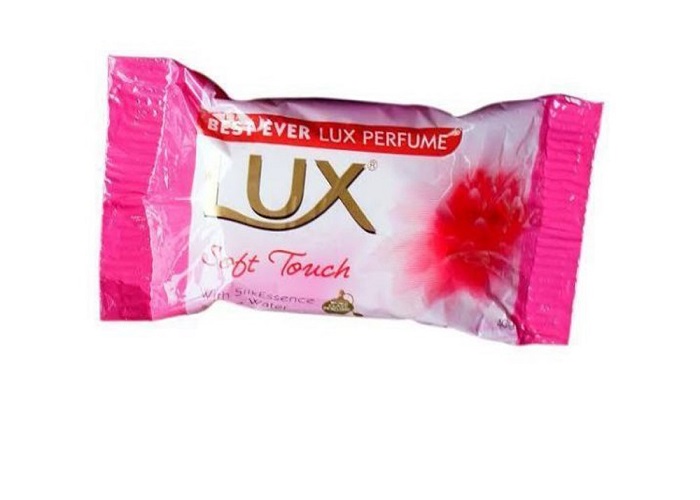 BEST EVER LUX PERFUME
LUX®
Soft Touch
With SilkEssence
Water